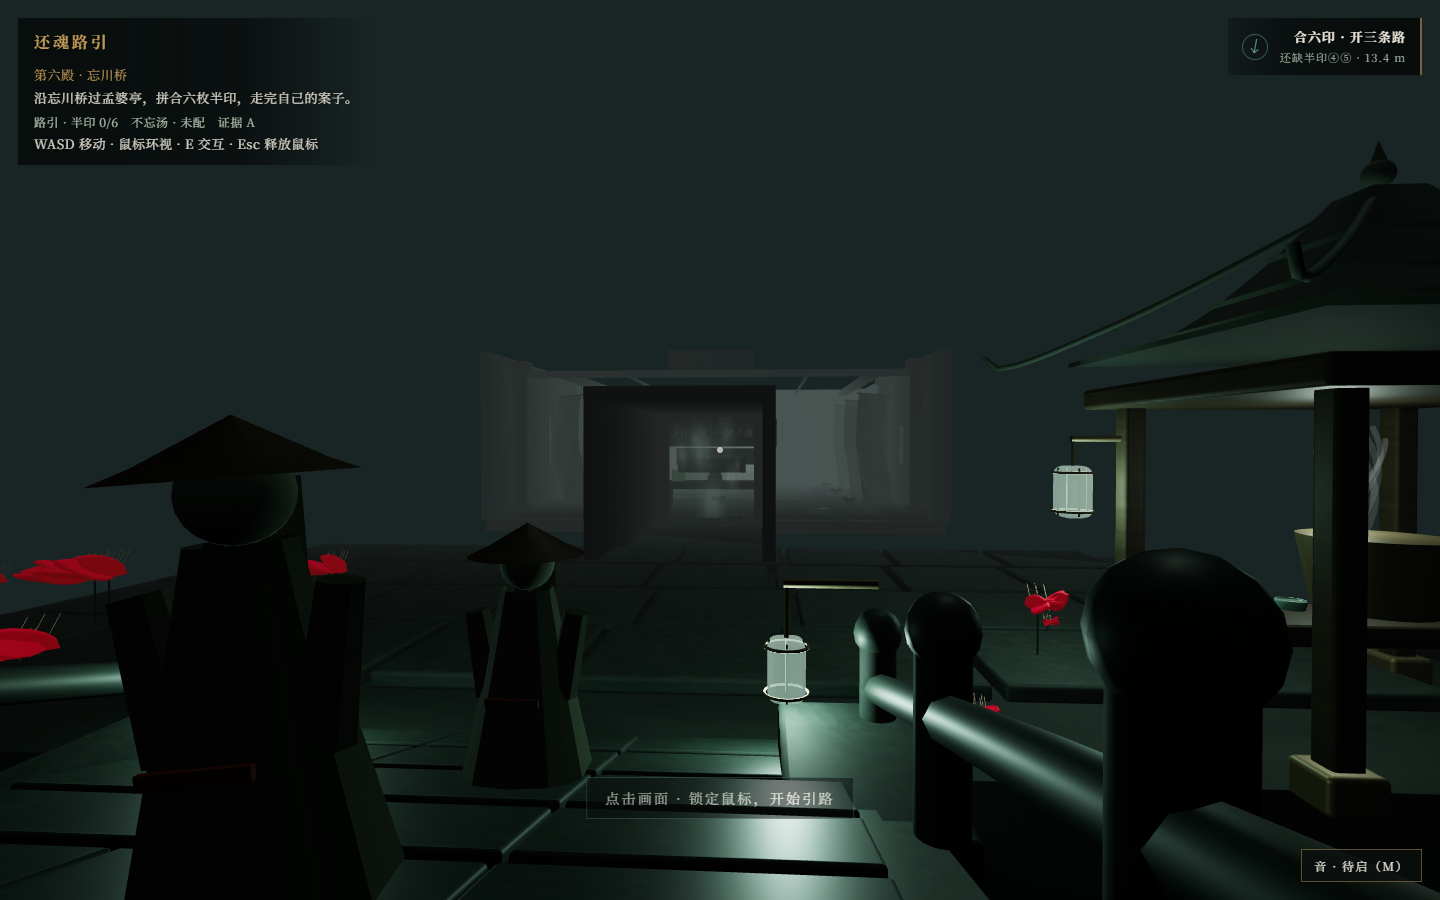 还魂路引
第六殿 · 忘川桥
沿忘川桥过孟婆亭，拼合六枚半印，走完自己的案子。
路引 · 半印 0/6 不忘汤 · 未配 证据 A
WASD 移动 · 鼠标环视 · E 交互 · Esc 释放鼠标
合六印 · 开三条路
还缺半印④⑤ · 13.4 m
点击画面 · 锁定鼠标，开始引路
音 · 待启（M）